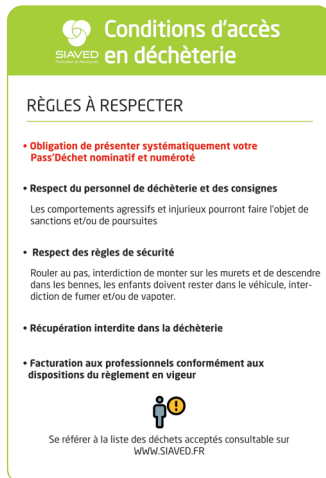 Conditions d'accès
SIAVED
en déchèterie
RÈGLES À RESPECTER
• Obligation de présenter systématiquement votre
Pass'Déchet nominatif et numéroté
• Respect du personnel de déchèterie et des consignes
Les comportements agressifs et injurieux pourront faire l'objet de
sanctions et/ou de poursuites
• Respect des règles de sécurité
Rouler au pas, interdiction de monter sur les murets et de descendre
dans les bennes, les enfants doivent rester dans le véhicule, inter-
diction de fumer et/ou de vapoter.
• Récupération interdite dans la déchèterie
• Facturation aux professionnels conformément aux
dispositions du règlement en vigueur
Se référer à la liste des déchets acceptés consultable sur
WWW.SIAVED.FR